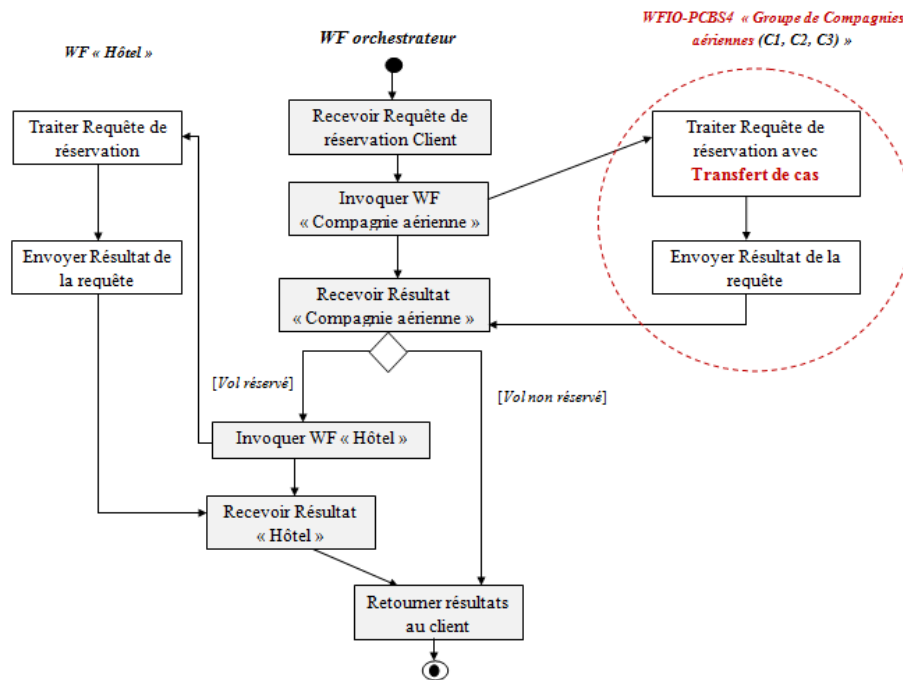 WF « Hôtel »
WF orchestrateur
WFIO-PCBS4 « Groupe de Compagnies
aériennes (C1, C2, C3) »
Recevoir Requête de
réservation Client
Traiter Requête de
réservation
Traiter Requête de
réservation avec
Transfert de cas
Invoquer WF
« Compagnie aérienne »
Envoyer Résultat de
la requête
Envoyer Résultat de la
requête
Recevoir Résultat
« Compagnie aérienne »
[Vol réservé]
[Vol non réservé]
Invoquer WF « Hôtel »
Recevoir Résultat
« Hôtel »
Retourner résultats
au client